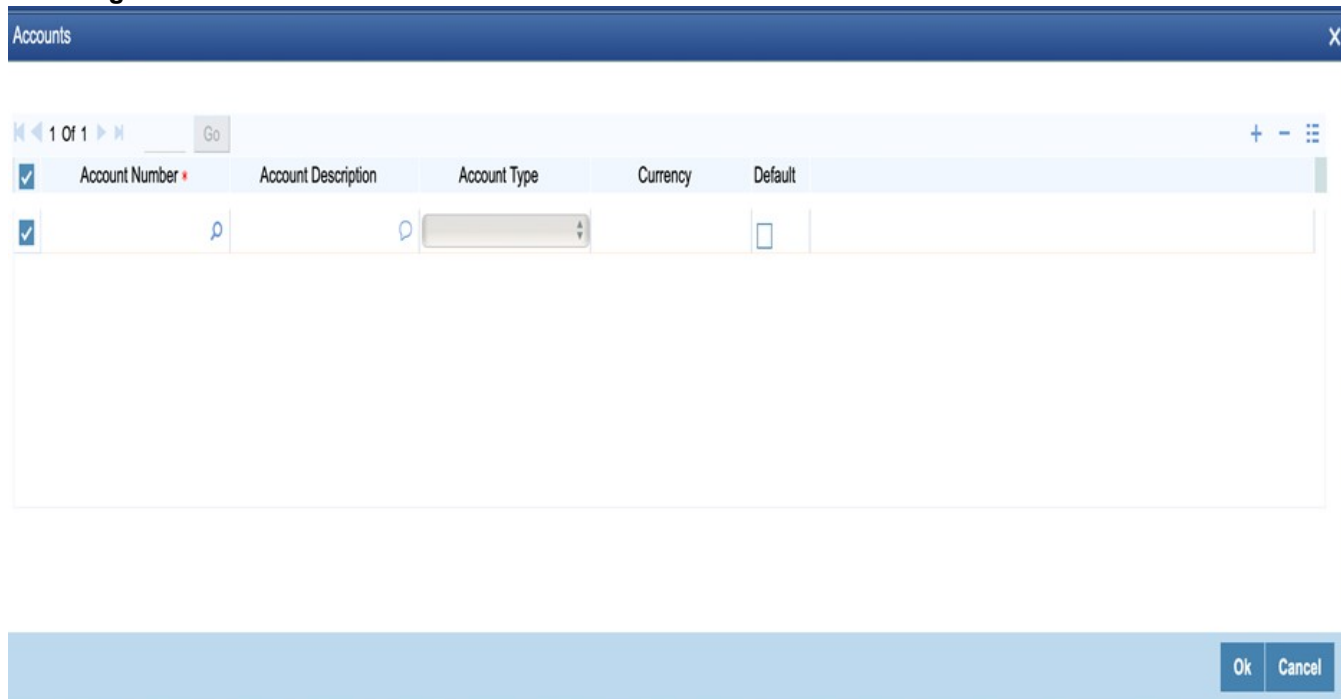 Accounts X
1 Of 1 Go
Account Number * Account Description Account Type Currency Default
Ok Cancel